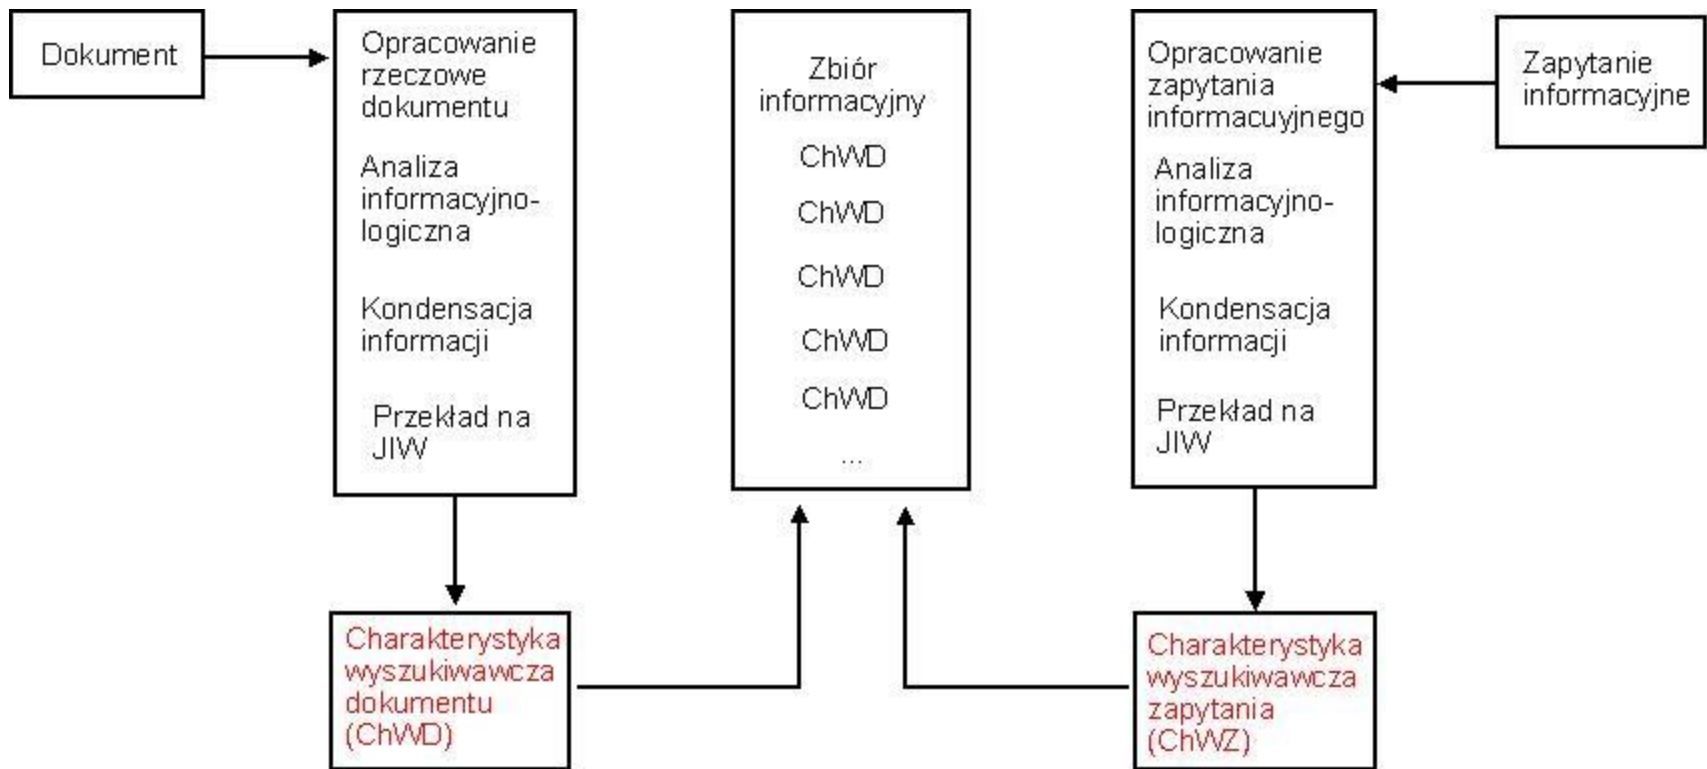 Dokument
Opracowanie
rzeczowe
dokumentu
Analiza
informacyjno-
logiczna
Kondensacja
informacji
Przekład na
JIW
Charakterystyka
wyszukiwawcza
dokumentu
(ChWD)
Zbiór
informacyjny
ChWD
ChWD
ChWD
ChWD
ChWD
...
Opracowanie
zapytania
informacuyjnego
Analiza
informacyjno-
logiczna
Kondensacja
informacji
Przekład na
JIW
Charakterystyka
wyszukiwawcza
zapytania
(ChWZ)
Zapytanie
informacyjne